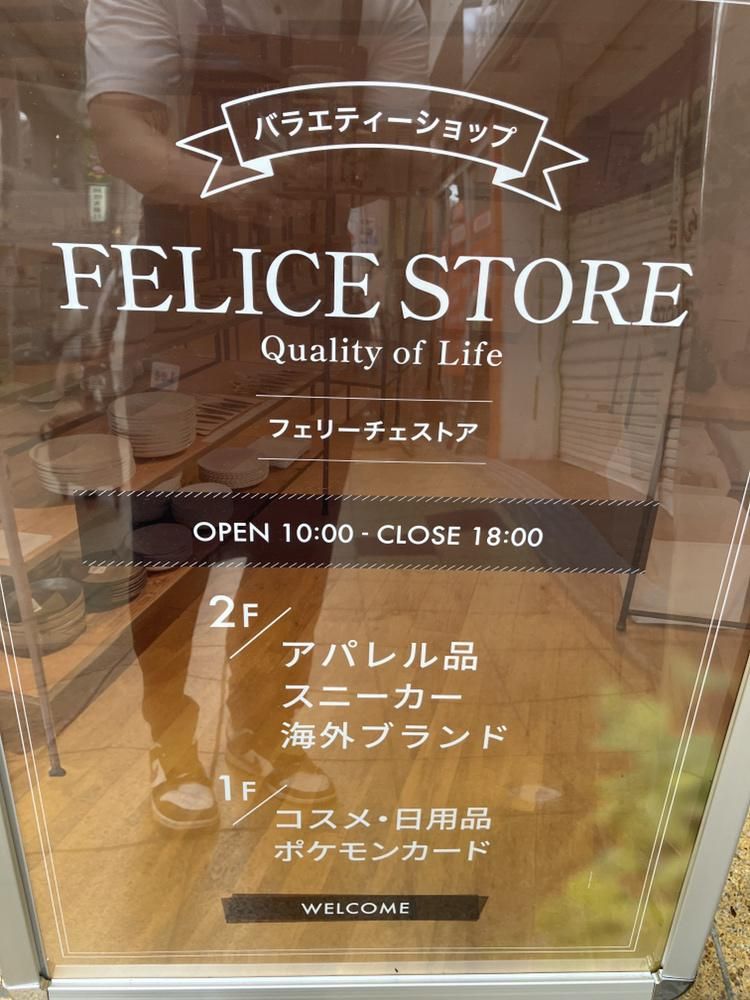 バラエティーショップ
FELICE STORE
Quality of Life
フェリーチェストア
OPEN 10:00 - CLOSE 18:00
2F
アパレル品
スニーカー
海外ブランド
1F
コスメ・日用品
ポケモンカード
WELCOME